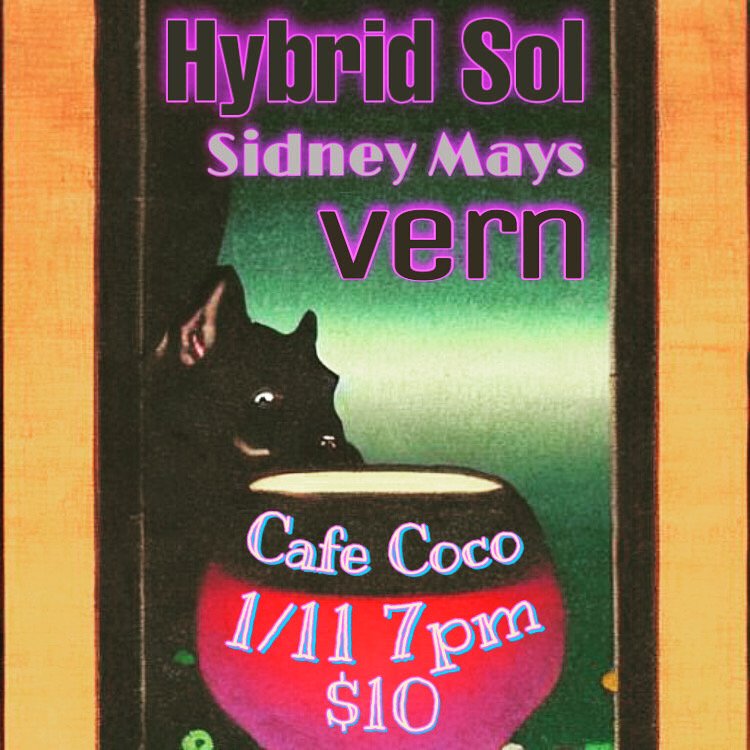 Hybrid Sol
Sidney Mays
vern
Cafe Coco
1/11 7pm
$10